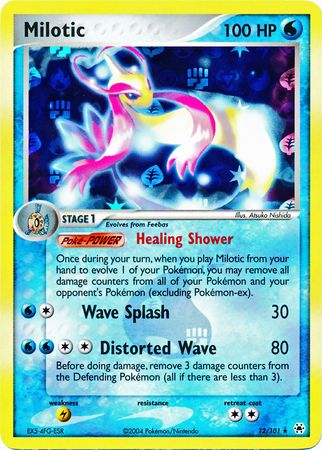 Milotic
100 HP
Illus. Atsuko Nishida
STAGE 1
Evolves from Feebas
Poké-POWER Healing Shower
Once during your turn, when you play Milotic from your
hand to evolve 1 of your Pokémon, you may remove all
damage counters from all of your Pokémon and your
opponent's Pokémon (excluding Pokémon-ex).
Wave Splash 30
Distorted Wave 80
Before doing damage, remove 3 damage counters from
the Defending Pokémon (all if there are less than 3).
weakness resistance retreat cost
EX5-4FG-ESR ©2004 Pokémon/Nintendo 12/101